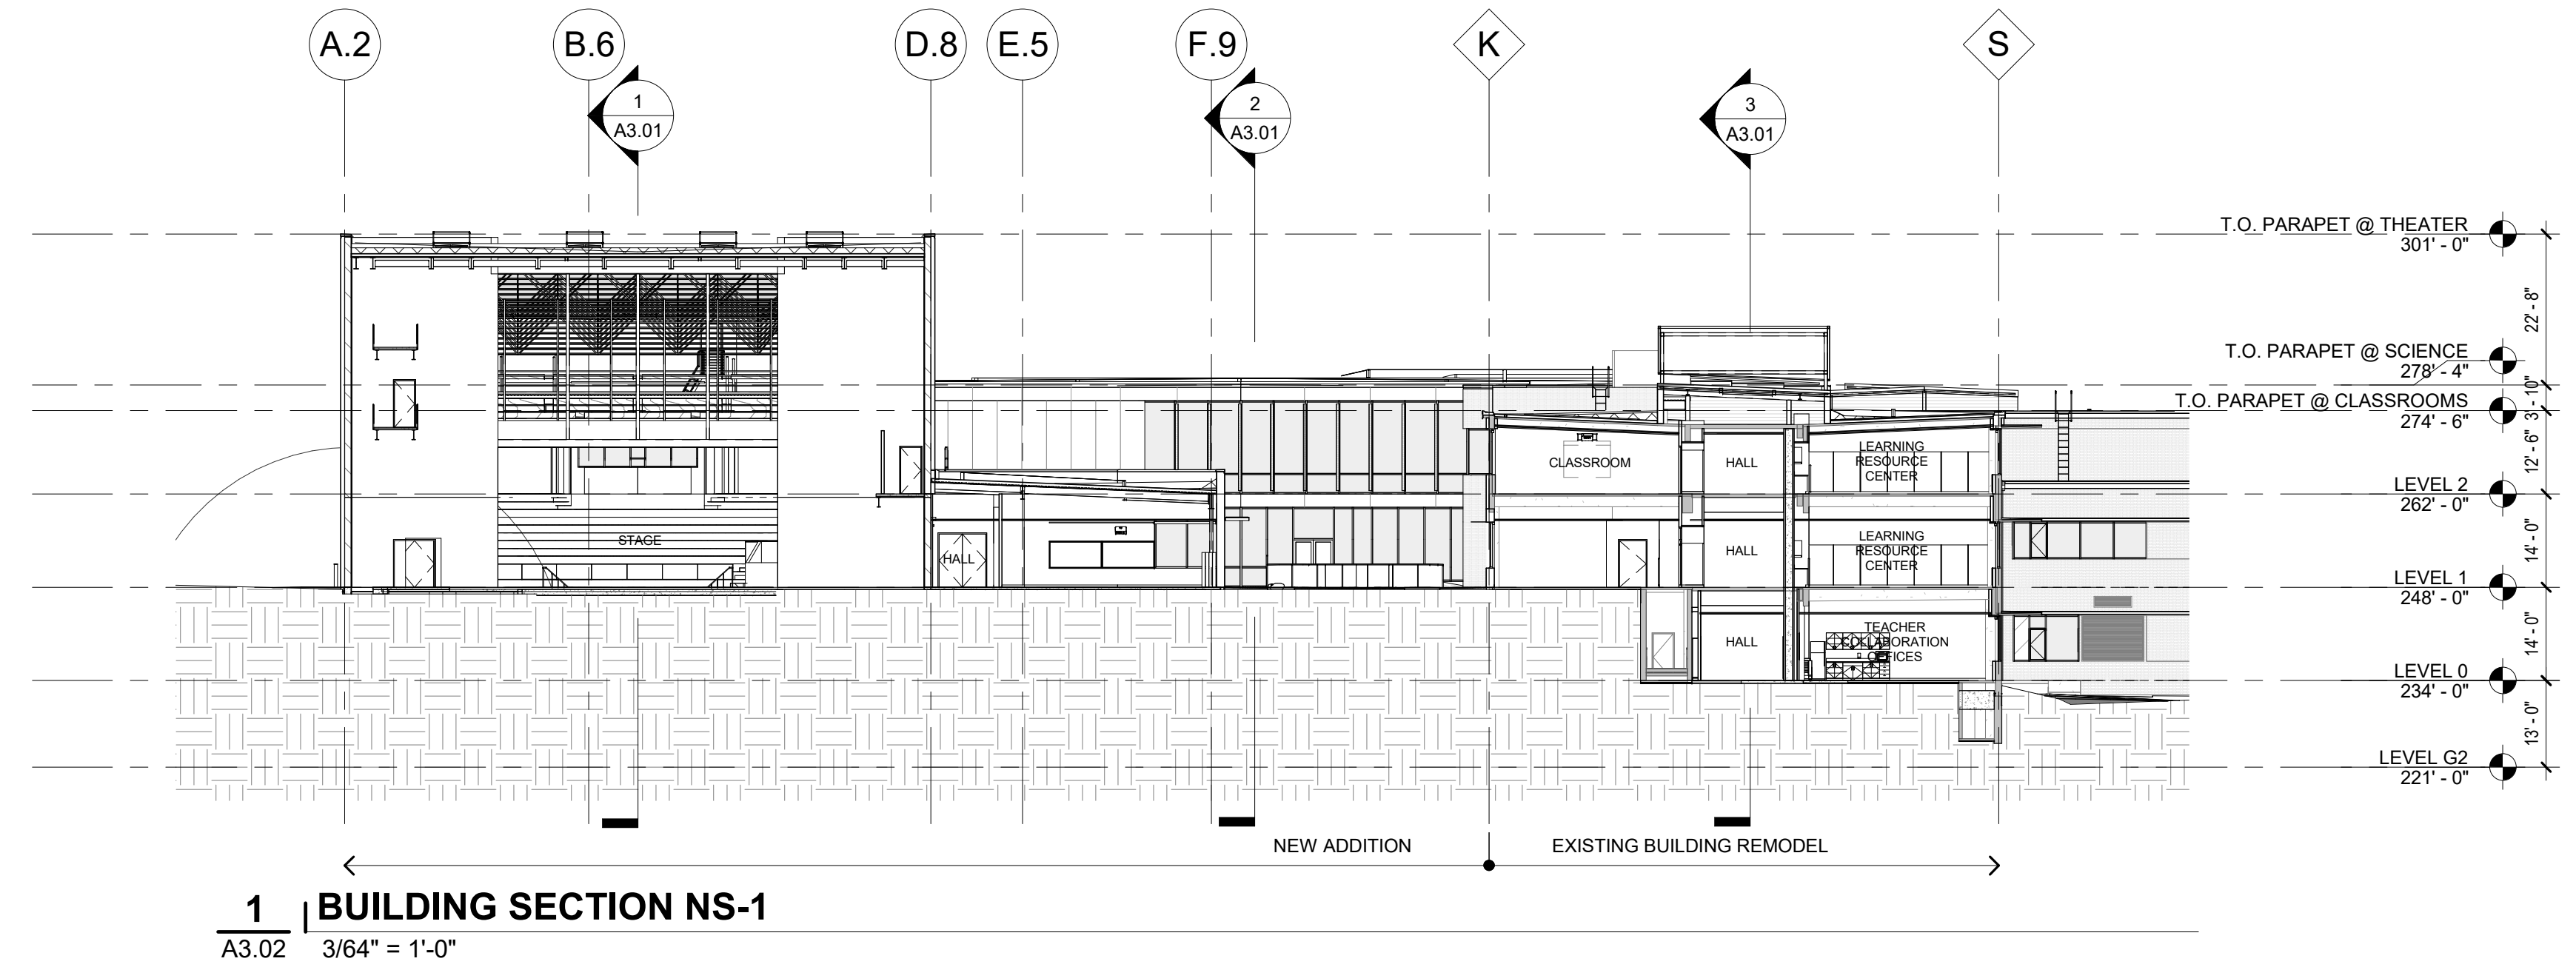 A.2
B.6
D.8
E.5
F.9
K
S
1
A3.01
2
A3.01
3
A3.01
T.O. PARAPET @ THEATER
301' - 0"
22' - 8"
T.O. PARAPET @ SCIENCE
278' - 4"
3' - 10"
T.O. PARAPET @ CLASSROOMS
274' - 6"
12' - 6"
CLASSROOM
HALL
LEARNING
RESOURCE
CENTER
LEVEL 2
262' - 0"
14' - 0"
STAGE
HALL
HALL
LEARNING
RESOURCE
CENTER
LEVEL 1
248' - 0"
14' - 0"
HALL
TEACHER
COLLABORATION
OFFICES
LEVEL 0
234' - 0"
13' - 0"
LEVEL G2
221' - 0"
NEW ADDITION
EXISTING BUILDING REMODEL
1
BUILDING SECTION NS-1
A3.02
3/64" = 1'-0"